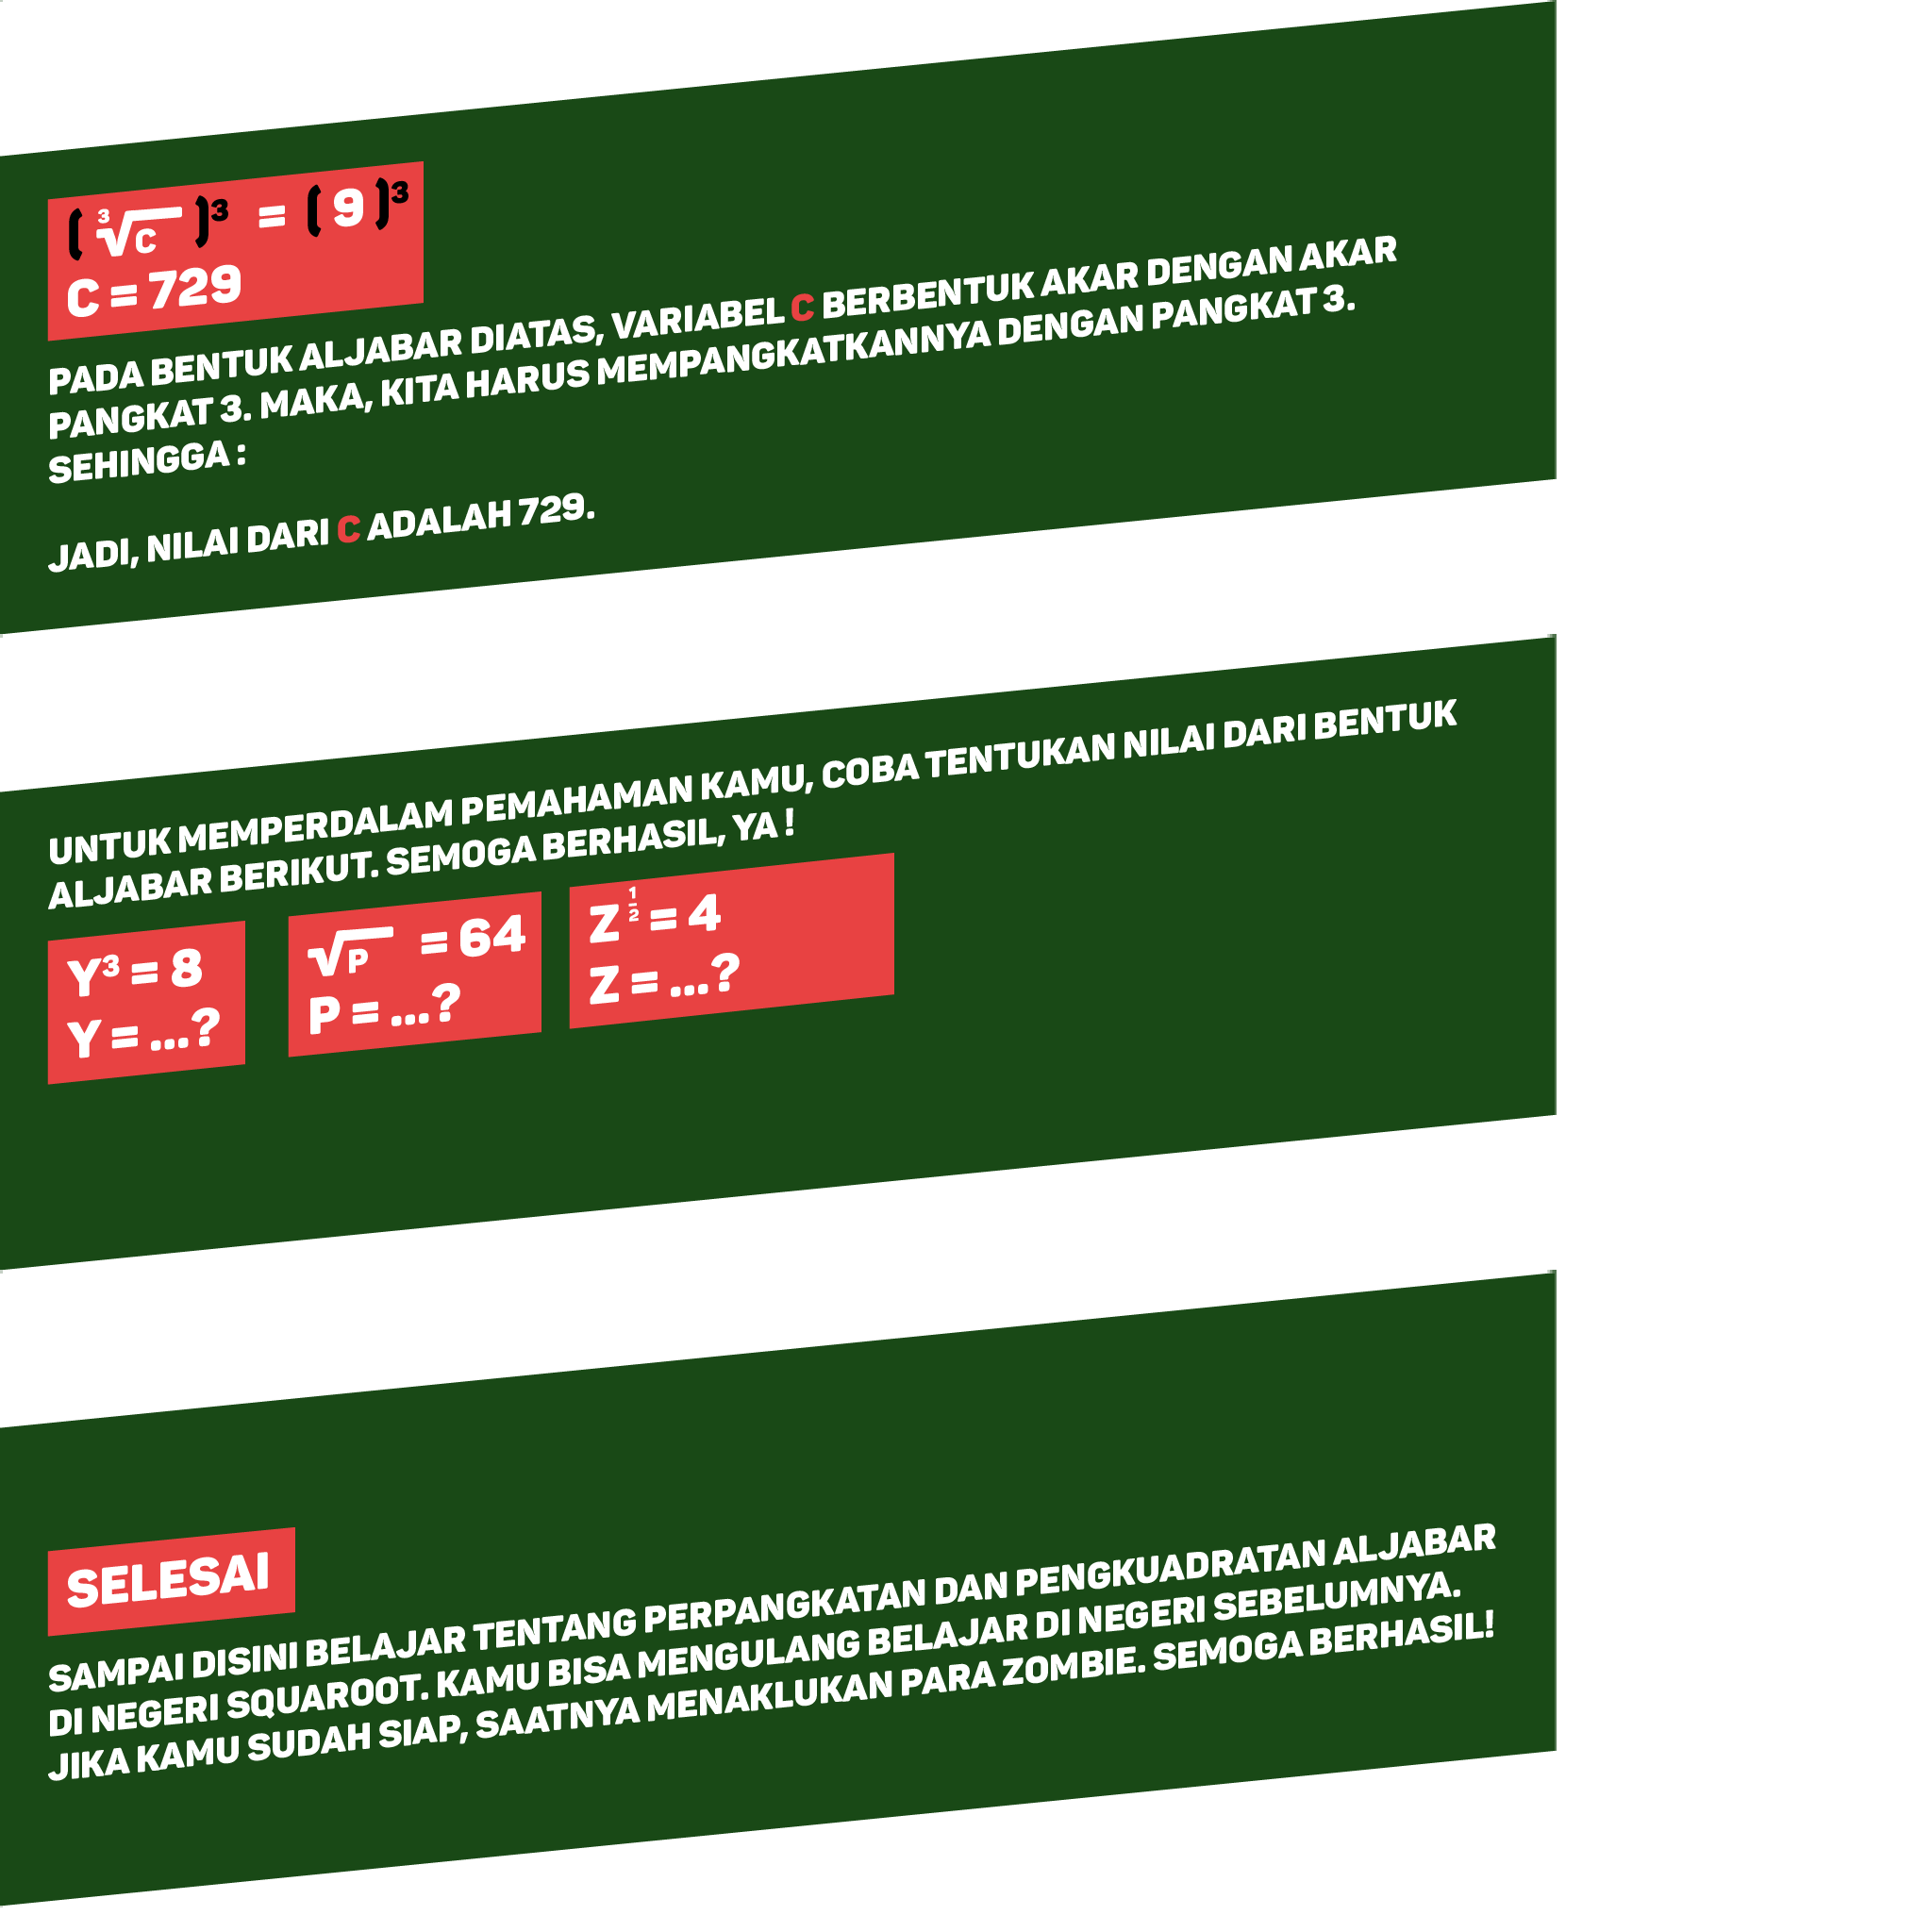 (³√C)³ = (9)³
C = 729
PADA BENTUK ALJABAR DIATAS, VARIABEL C BERBENTUK AKAR DENGAN AKAR
PANGKAT 3. MAKA, KITA HARUS MEMPANGKATKANNYA DENGAN PANGKAT 3.
SEHINGGA :
JADI, NILAI DARI C ADALAH 729.
UNTUK MEMPERDALAM PEMAHAMAN KAMU, COBA TENTUKAN NILAI DARI BENTUK
ALJABAR BERIKUT. SEMOGA BERHASIL, YA !
Y³ = 8
Y = ....?
√P = 64
P = ....?
Z^1/2 = 4
Z = ....?
SELESAI
SAMPAI DISINI BELAJAR TENTANG PERPANGKATAN DAN PENGKUADRATAN ALJABAR
DI NEGERI SQUAROOT. KAMU BISA MENGULANG BELAJAR DI NEGERI SEBELUMNYA.
JIKA KAMU SUDAH SIAP, SAATNYA MENAKLUKAN PARA ZOMBIE. SEMOGA BERHASIL!